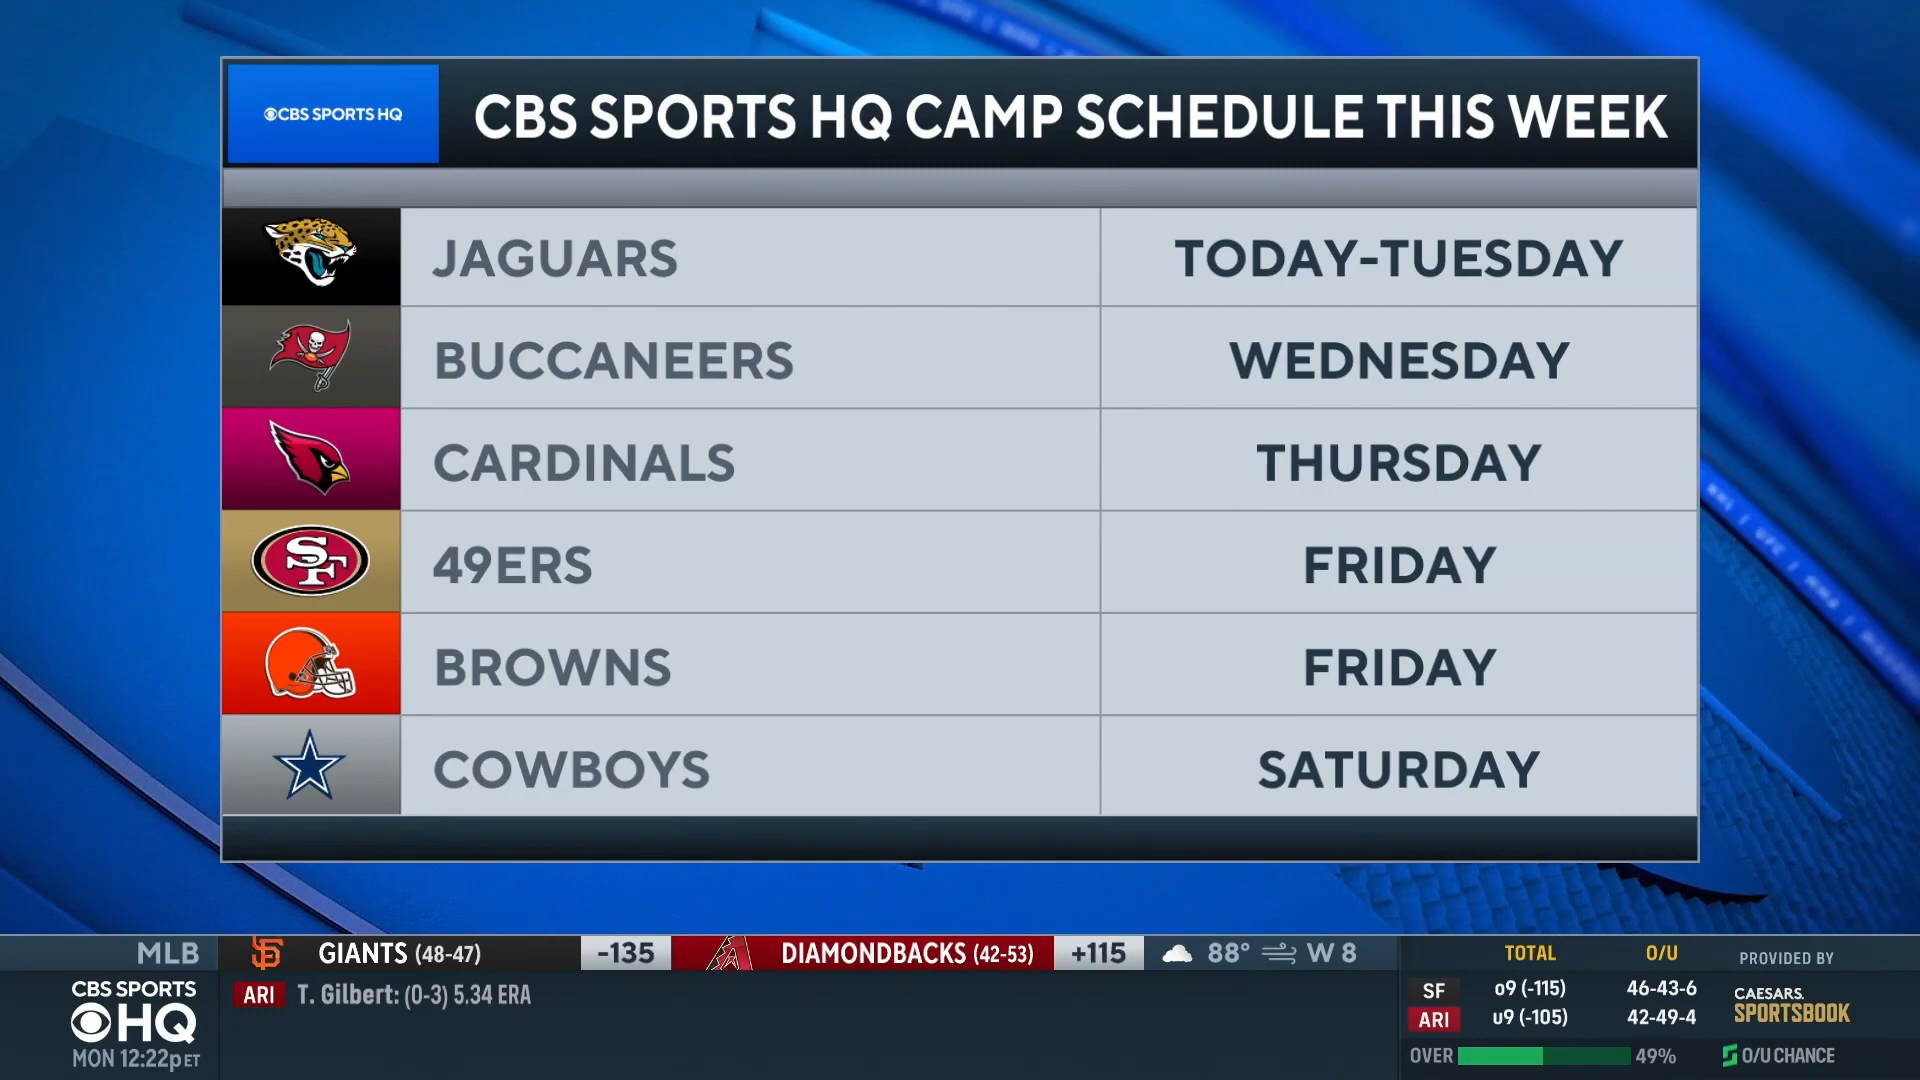 CBS SPORTS HQ
CBS SPORTS HQ CAMP SCHEDULE THIS WEEK
JAGUARS TODAY-TUESDAY
BUCCANEERS WEDNESDAY
CARDINALS THURSDAY
SF
49ERS FRIDAY
BROWNS FRIDAY
COWBOYS SATURDAY
MLB SF GIANTS (48-47) -135 A DIAMONDBACKS (42-53) +115 88° W 8
ARI T. Gilbert: (0-3) 5.34 ERA
CBS SPORTS
HQ
MON 12:22p ET
TOTAL O/U
SF o9 (-115) 46-43-6
ARI u9 (-105) 42-49-4
OVER 49% S O/U CHANCE
PROVIDED BY
CAESARS
SPORTSBOOK